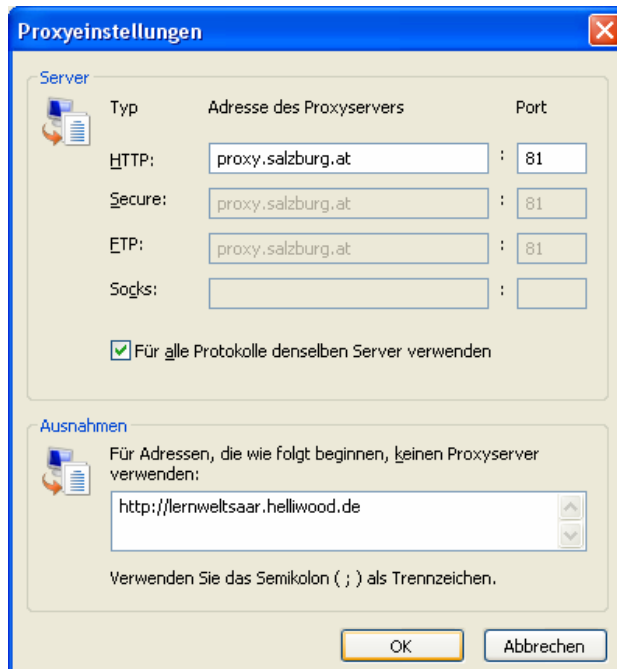 Proxyeinstellungen
Server
Typ Adresse des Proxyservers Port
HTTP: proxy.salzburg.at : 81
Secure: proxy.salzburg.at : 81
FTP: proxy.salzburg.at : 81
Socks: :
Für alle Protokolle denselben Server verwenden
Ausnahmen
Für Adressen, die wie folgt beginnen, keinen Proxyserver
verwenden:
http://lernweltsaar.helliwood.de
Verwenden Sie das Semikolon ( ; ) als Trennzeichen.
OK Abbrechen